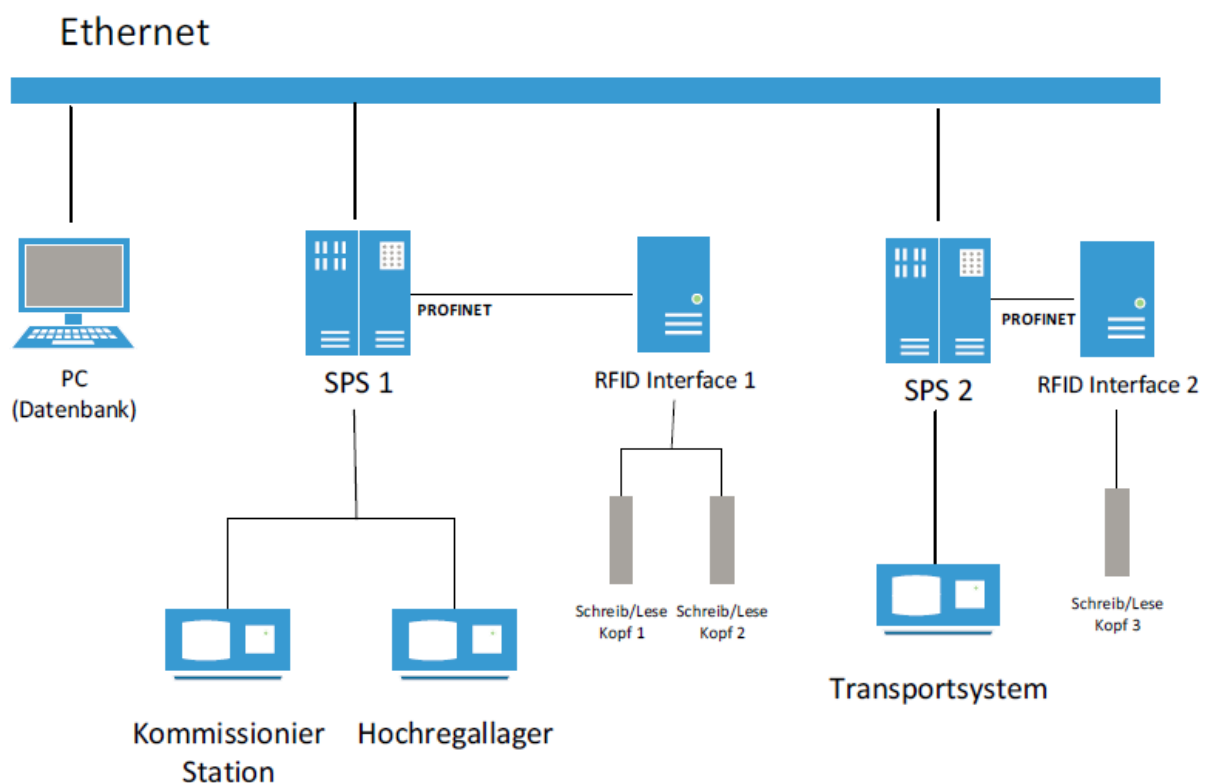 Ethernet
PROFINET
PROFINET
PC
(Datenbank)
SPS 1
RFID Interface 1
SPS 2
RFID Interface 2
Schreib/Lese
Kopf 1
Schreib/Lese
Kopf 2
Schreib/Lese
Kopf 3
Transportsystem
Kommissionier
Station
Hochregallager